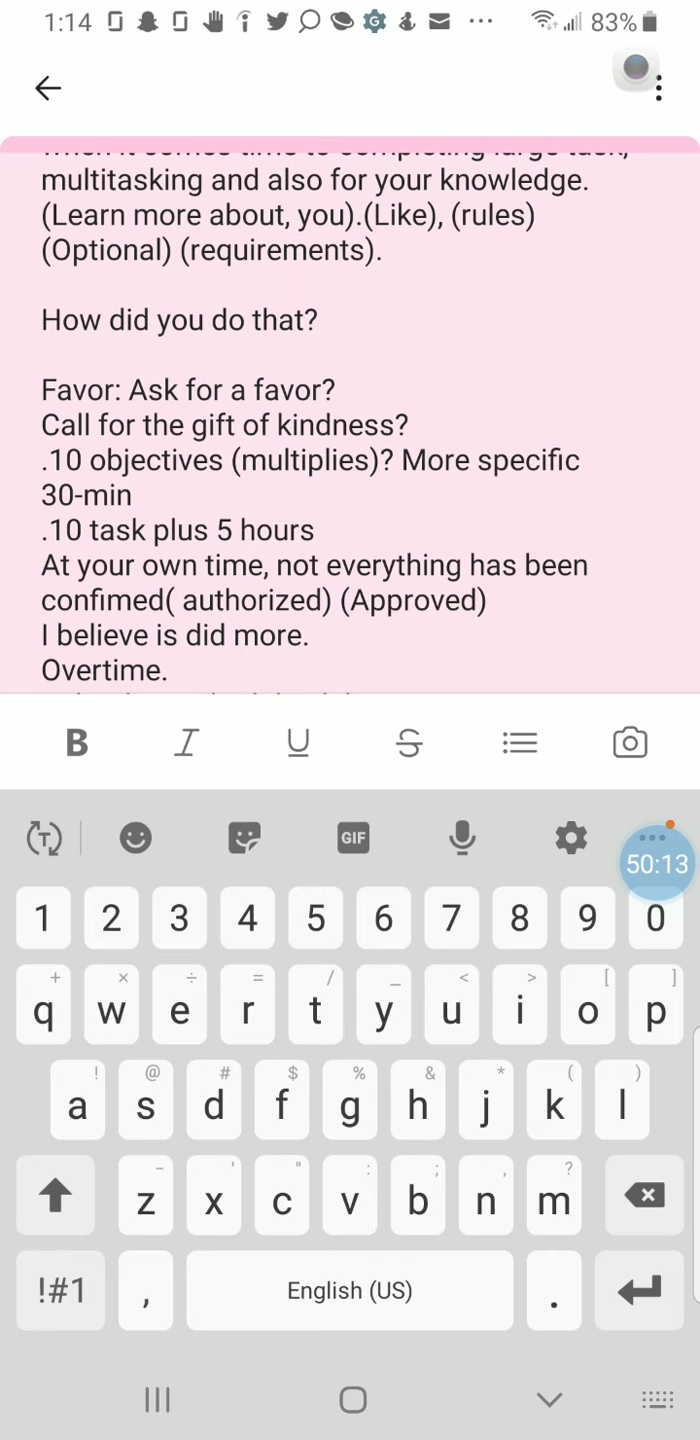 1:14 83%
multitasking and also for your knowledge.
(Learn more about, you).(Like), (rules)
(Optional) (requirements).
How did you do that?
Favor: Ask for a favor?
Call for the gift of kindness?
.10 objectives (multiplies)? More specific
30-min
.10 task plus 5 hours
At your own time, not everything has been
confimed( authorized) (Approved)
I believe is did more.
Overtime.
B I U S
T GIF
50:13
1 2 3 4 5 6 7 8 9 0
+ × ÷ = / _ < > [ ]
q w e r t y u i o p
! @ # $ % & * ( )
a s d f g h j k l
- ' " : ; , ?
z x c v b n m
!#1 , English (US) .